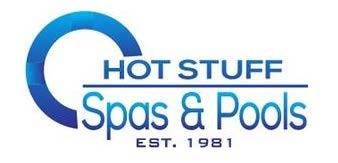 HOT STUFF
Spas & Pools
EST. 1981